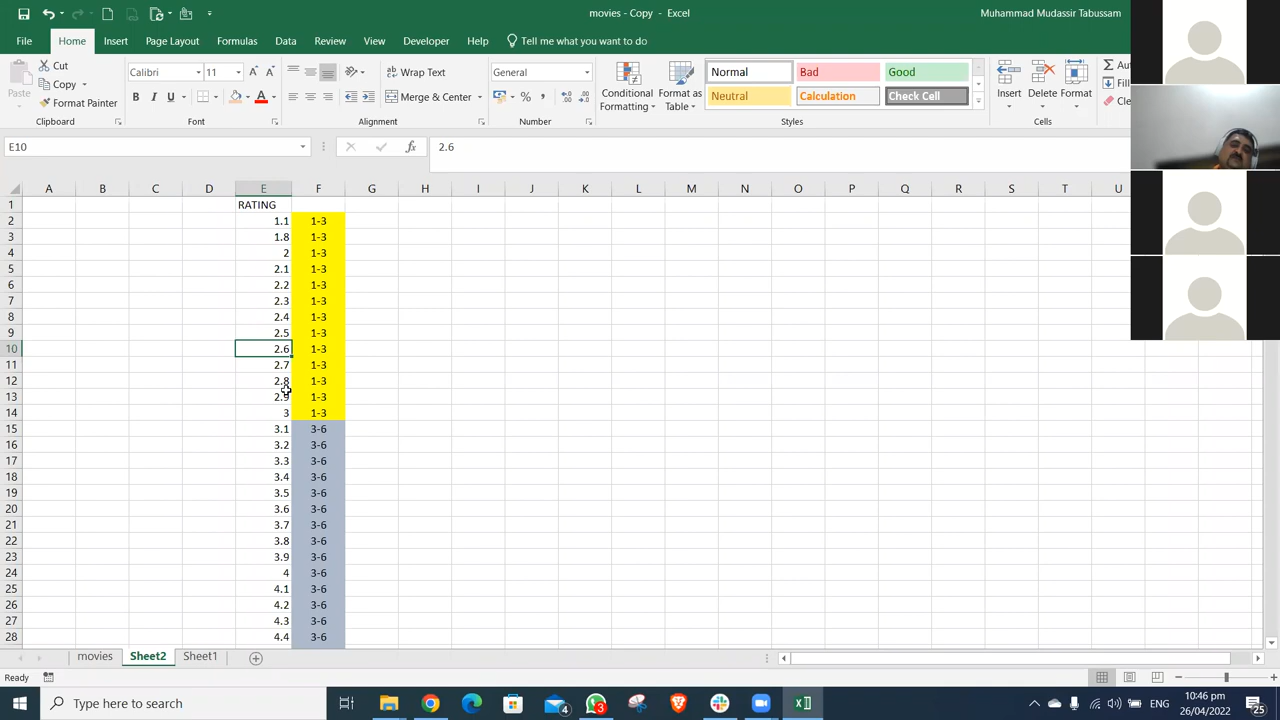 movies - Copy - Excel
Muhammad Mudassir Tabussam
File Home Insert Page Layout Formulas Data Review View Developer Help Tell me what you want to do
Paste
Cut
Copy
Format Painter
Clipboard
Calibri 11
B I U
Font
Wrap Text
Merge & Center
Alignment
General
Number
Conditional Formatting
Format as Table
Normal Bad Good
Neutral Calculation Check Cell
Styles
Insert Delete Format
Cells
E10 fx 2.6
A B C D E F G H I J K L M N O P Q R S T U
1 RATING
2 1.1 1-3
3 1.8 1-3
4 2 1-3
5 2.1 1-3
6 2.2 1-3
7 2.3 1-3
8 2.4 1-3
9 2.5 1-3
10 2.6 1-3
11 2.7 1-3
12 2.8 1-3
13 2.9 1-3
14 3 1-3
15 3.1 3-6
16 3.2 3-6
17 3.3 3-6
18 3.4 3-6
19 3.5 3-6
20 3.6 3-6
21 3.7 3-6
22 3.8 3-6
23 3.9 3-6
24 4 3-6
25 4.1 3-6
26 4.2 3-6
27 4.3 3-6
28 4.4 3-6
movies Sheet2 Sheet1
Ready
Type here to search
4
3
ENG
10:46 pm
26/04/2022
25